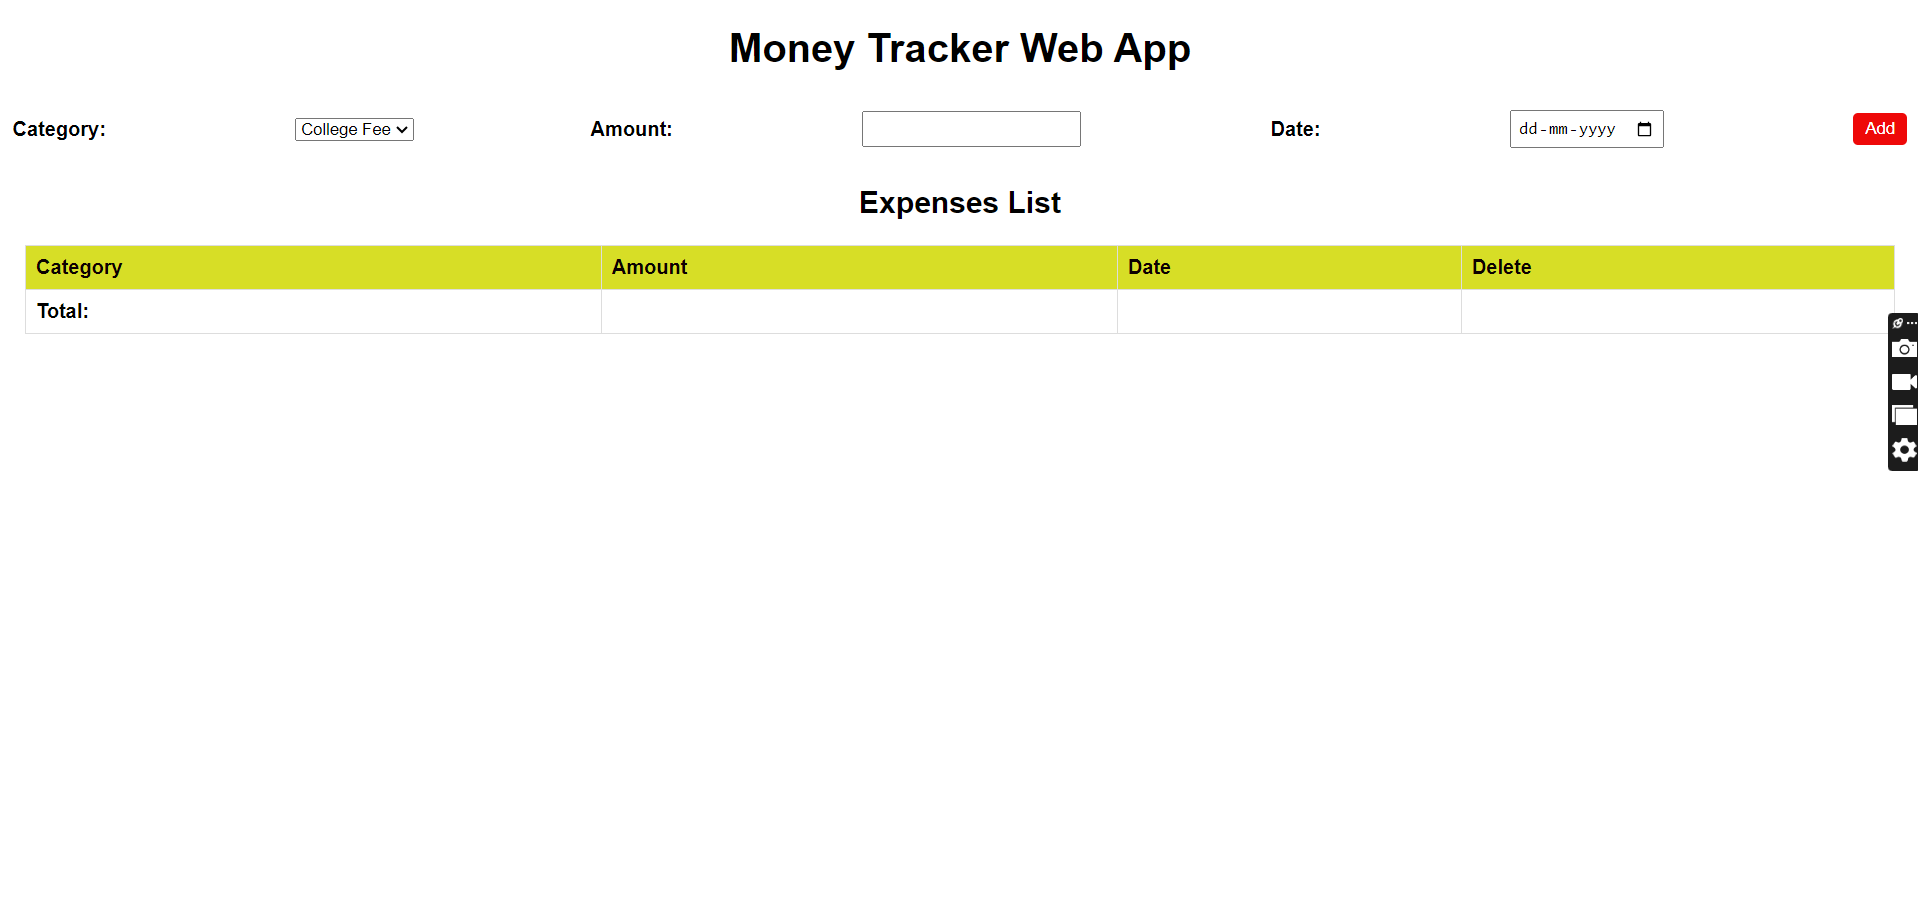 Money Tracker Web App
Category: College Fee Amount: Date: dd-mm-yyyy Add
Expenses List
Category Amount Date Delete
Total: